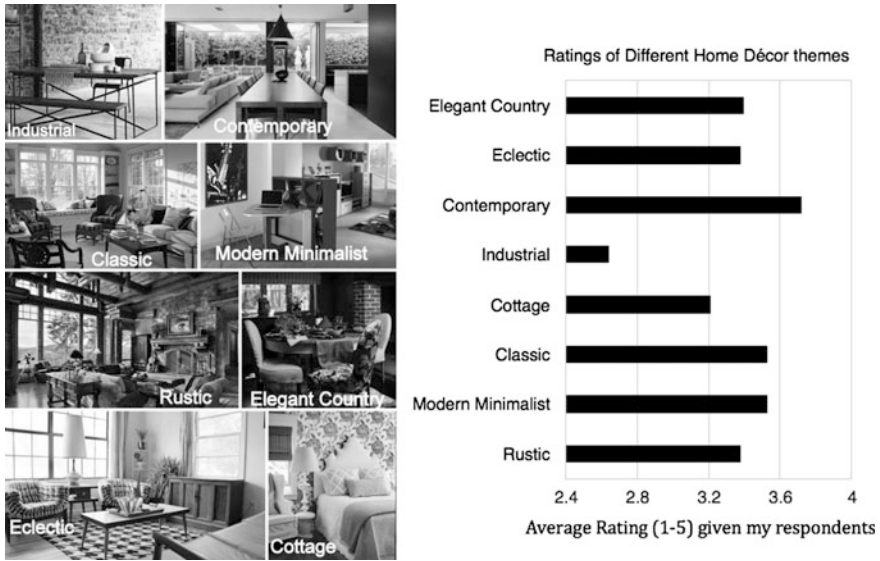 Industrial
Contemporary
Classic
Modern Minimalist
Rustic
Elegant Country
Eclectic
Cottage
Ratings of Different Home Décor themes
Elegant Country
Eclectic
Contemporary
Industrial
Cottage
Classic
Modern Minimalist
Rustic
2.4 2.8 3.2 3.6 4
Average Rating (1-5) given my respondents